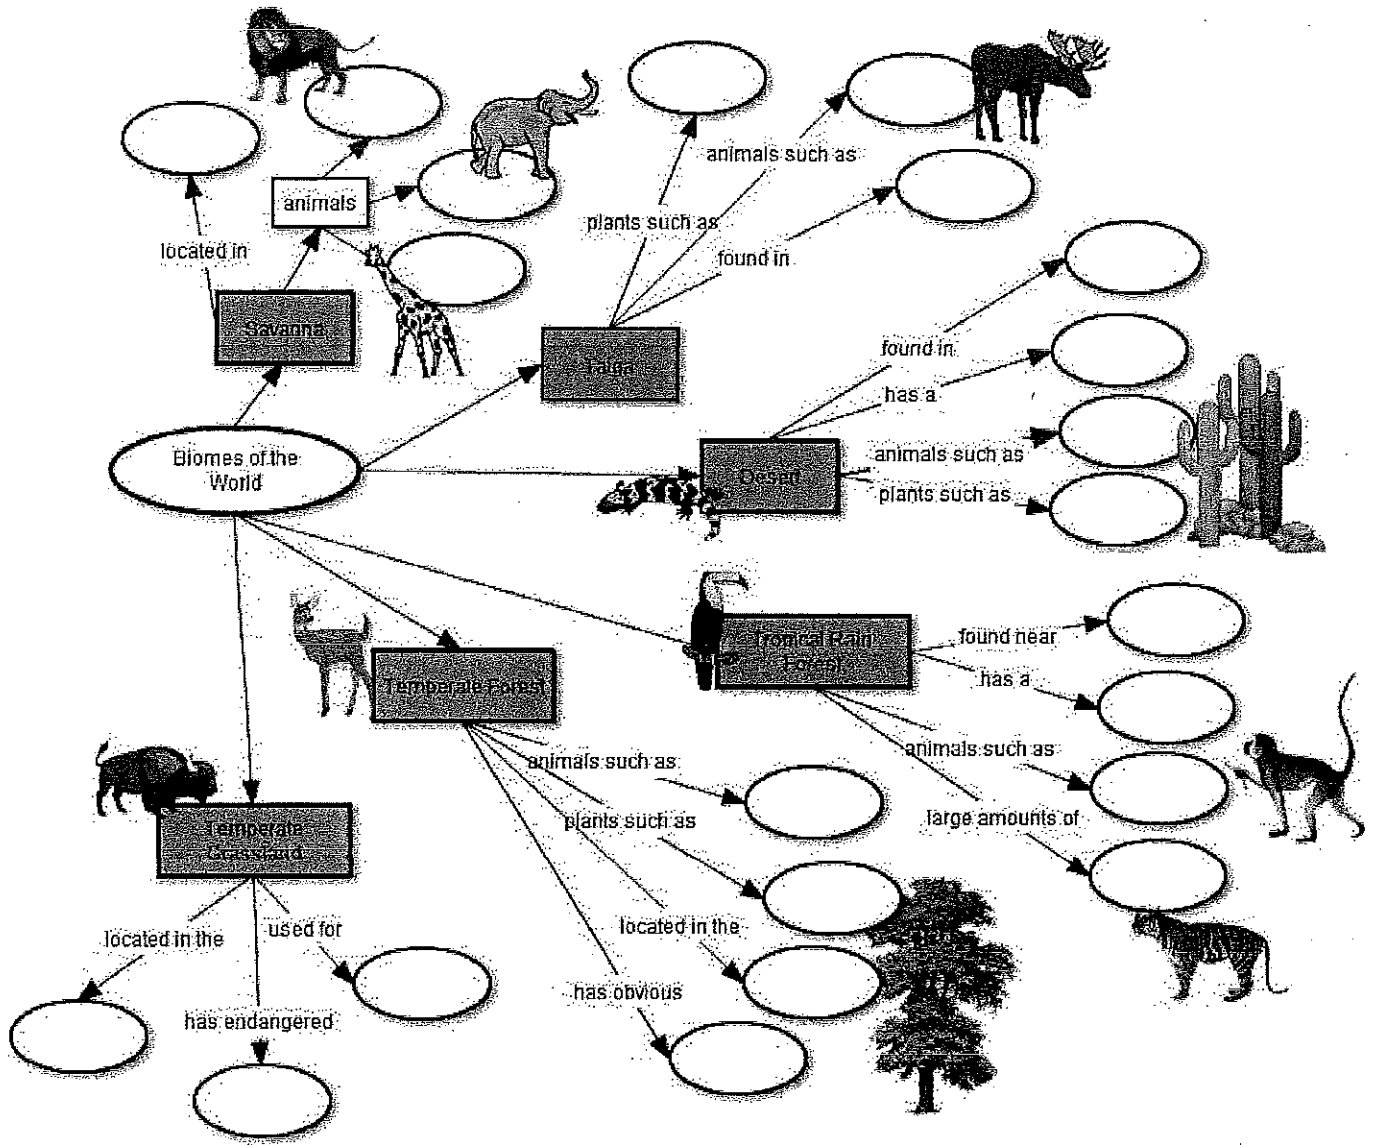 animals
plants such as
animals such as
found in
located in
Savanna
Taiga
found in
has a
animals such as
plants such as
Desert
Biomes of the
World
Tropical Rain
Forest
found near
has a
animals such as
large amounts of
Temperate Forest
animals such as
plants such as
located in the
has obvious
Temperate
Grassland
located in the
used for
has endangered